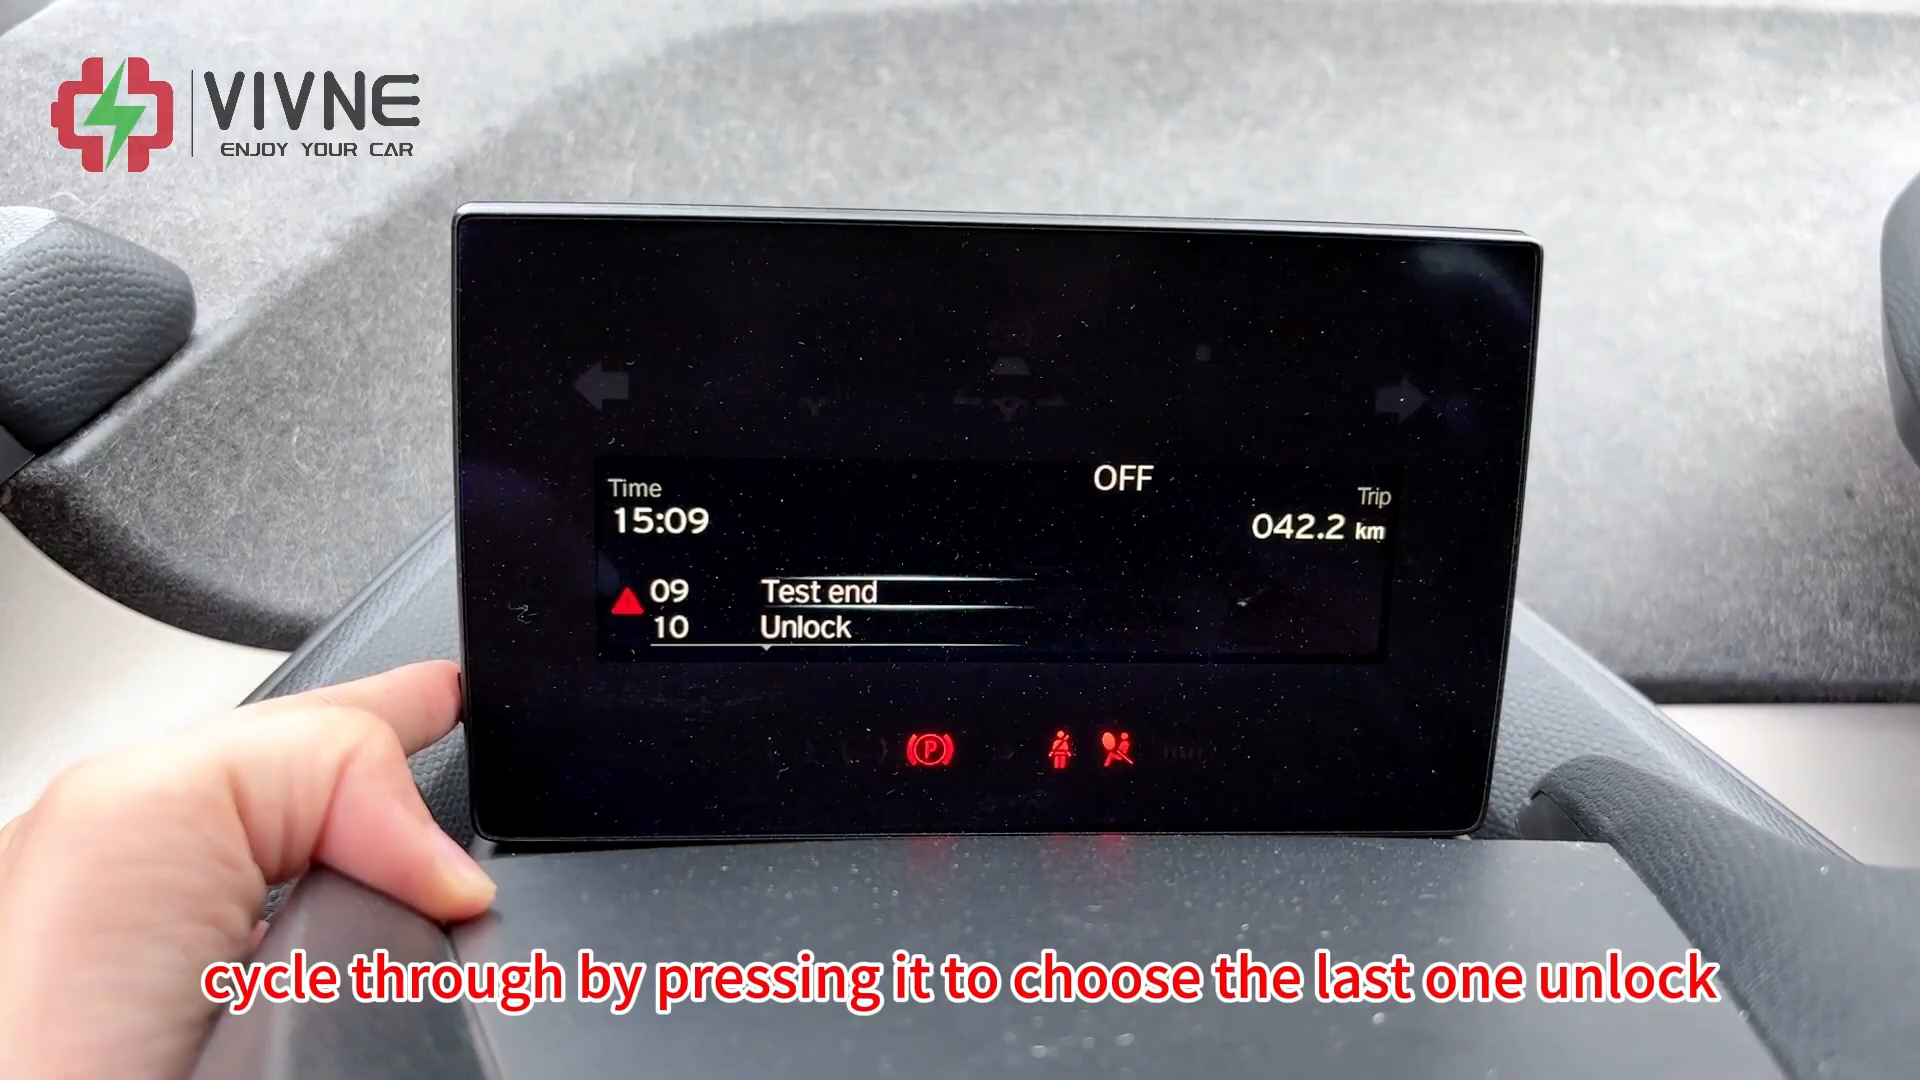 VIVNE
ENJOY YOUR CAR
OFF
Time
Trip
15:09
042.2 km
09 Test end
10 Unlock
P
cycle through by pressing it to choose the last one unlock